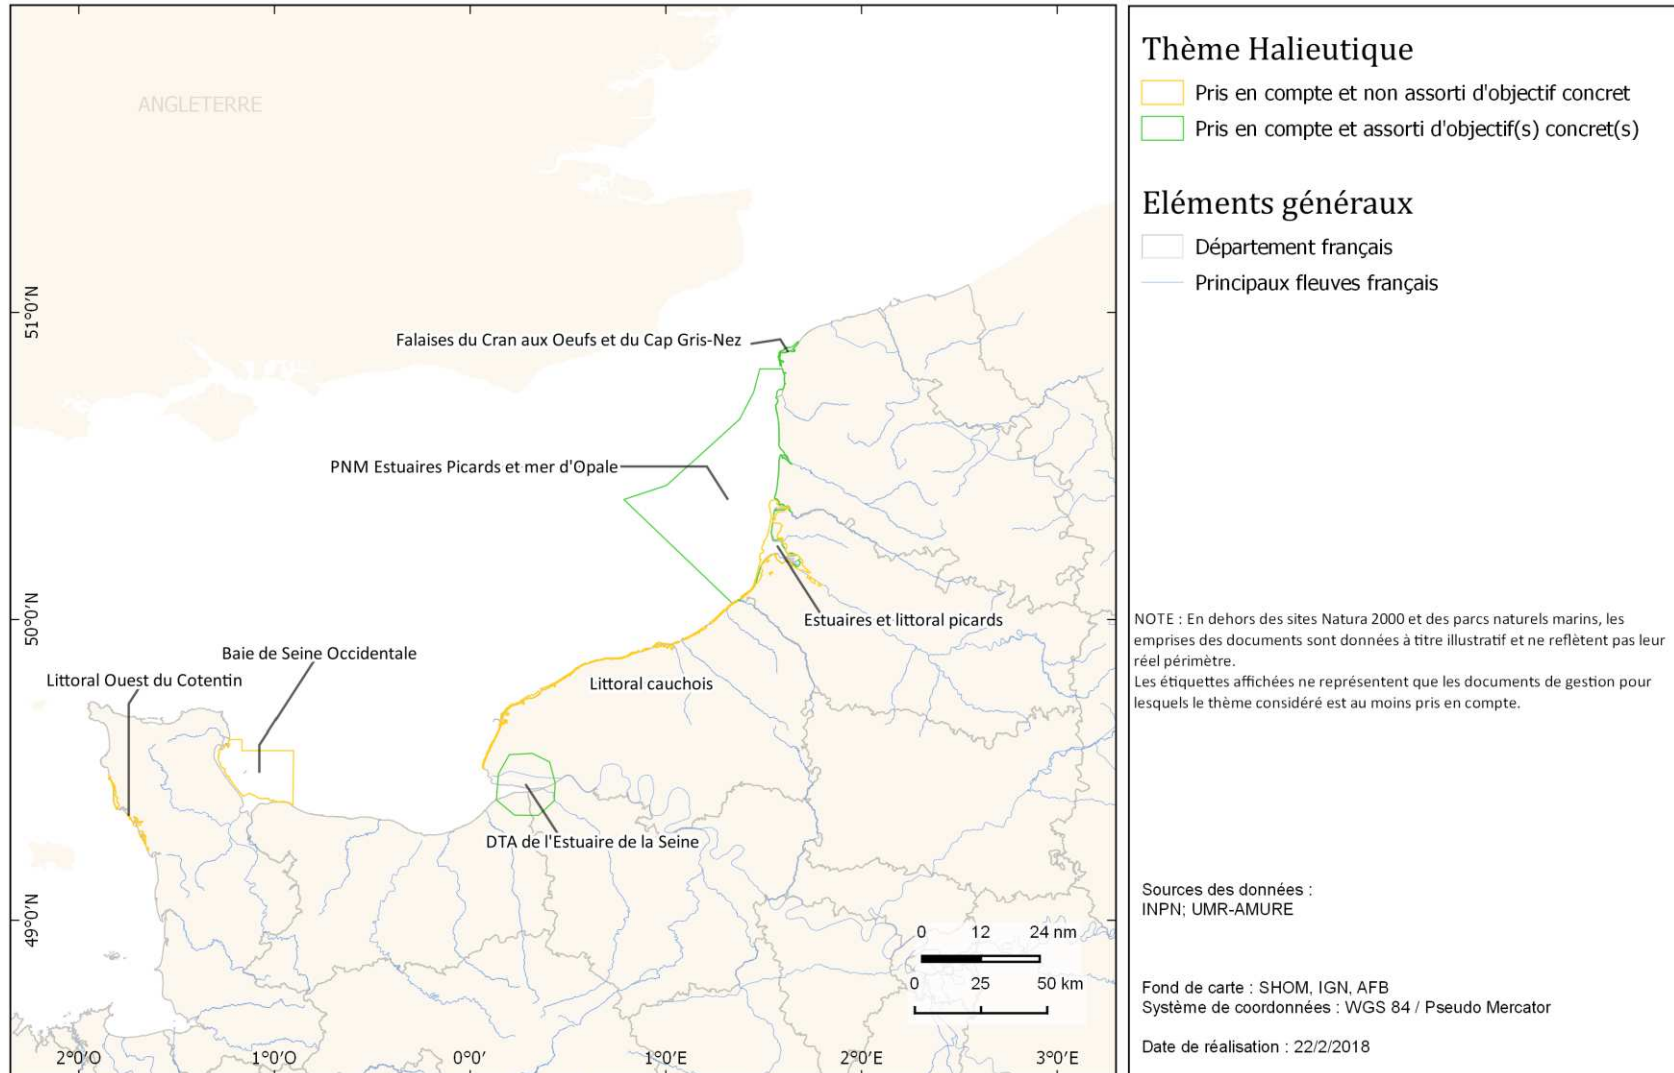 ANGLETERRE
51°0'N
Falaises du Cran aux Oeufs et du Cap Gris-Nez
PNM Estuaires Picards et mer d'Opale
50°0'N
Estuaires et littoral picards
Baie de Seine Occidentale
Littoral Ouest du Cotentin
Littoral cauchois
DTA de l'Estuaire de la Seine
49°0'N
0 12 24 nm
0 25 50 km
2°0'O 1°0'O 0°0' 1°0'E 2°0'E 3°0'E
Thème Halieutique
Pris en compte et non assorti d'objectif concret
Pris en compte et assorti d'objectif(s) concret(s)
Eléments généraux
Département français
Principaux fleuves français
NOTE : En dehors des sites Natura 2000 et des parcs naturels marins, les
emprises des documents sont données à titre illustratif et ne reflètent pas leur
réel périmètre.
Les étiquettes affichées ne représentent que les documents de gestion pour
lesquels le thème considéré est au moins pris en compte.
Sources des données :
INPN; UMR-AMURE
Fond de carte : SHOM, IGN, AFB
Système de coordonnées : WGS 84 / Pseudo Mercator
Date de réalisation : 22/2/2018